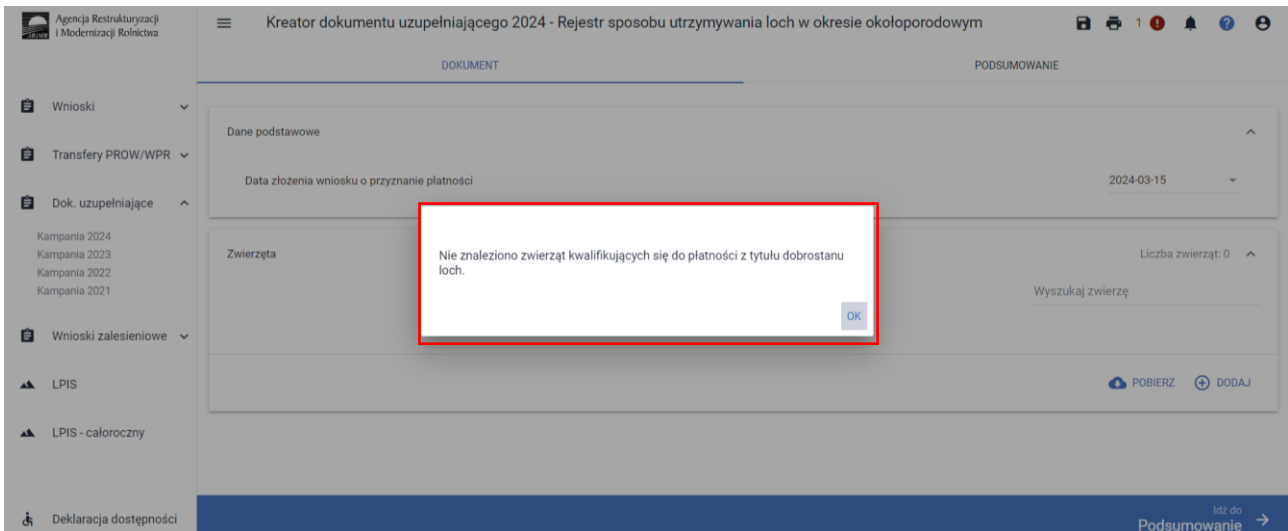 Agencja Restrukturyzacji
i Modernizacji Rolnictwa
ARiMR
Kreator dokumentu uzupełniającego 2024 - Rejestr sposobu utrzymywania loch w okresie okołoporodowym
1
DOKUMENT
PODSUMOWANIE
Wnioski
Transfery PROW/WPR
Dok. uzupełniające
Kampania 2024
Kampania 2023
Kampania 2022
Kampania 2021
Wnioski zalesieniowe
LPIS
LPIS - całoroczny
Deklaracja dostępności
Dane podstawowe
Data złożenia wniosku o przyznanie płatności
2024-03-15
Zwierzęta
Liczba zwierząt: 0
Wyszukaj zwierzę
Nie znaleziono zwierząt kwalifikujących się do płatności z tytułu dobrostanu
loch.
OK
POBIERZ
DODAJ
Idź do
Podsumowanie